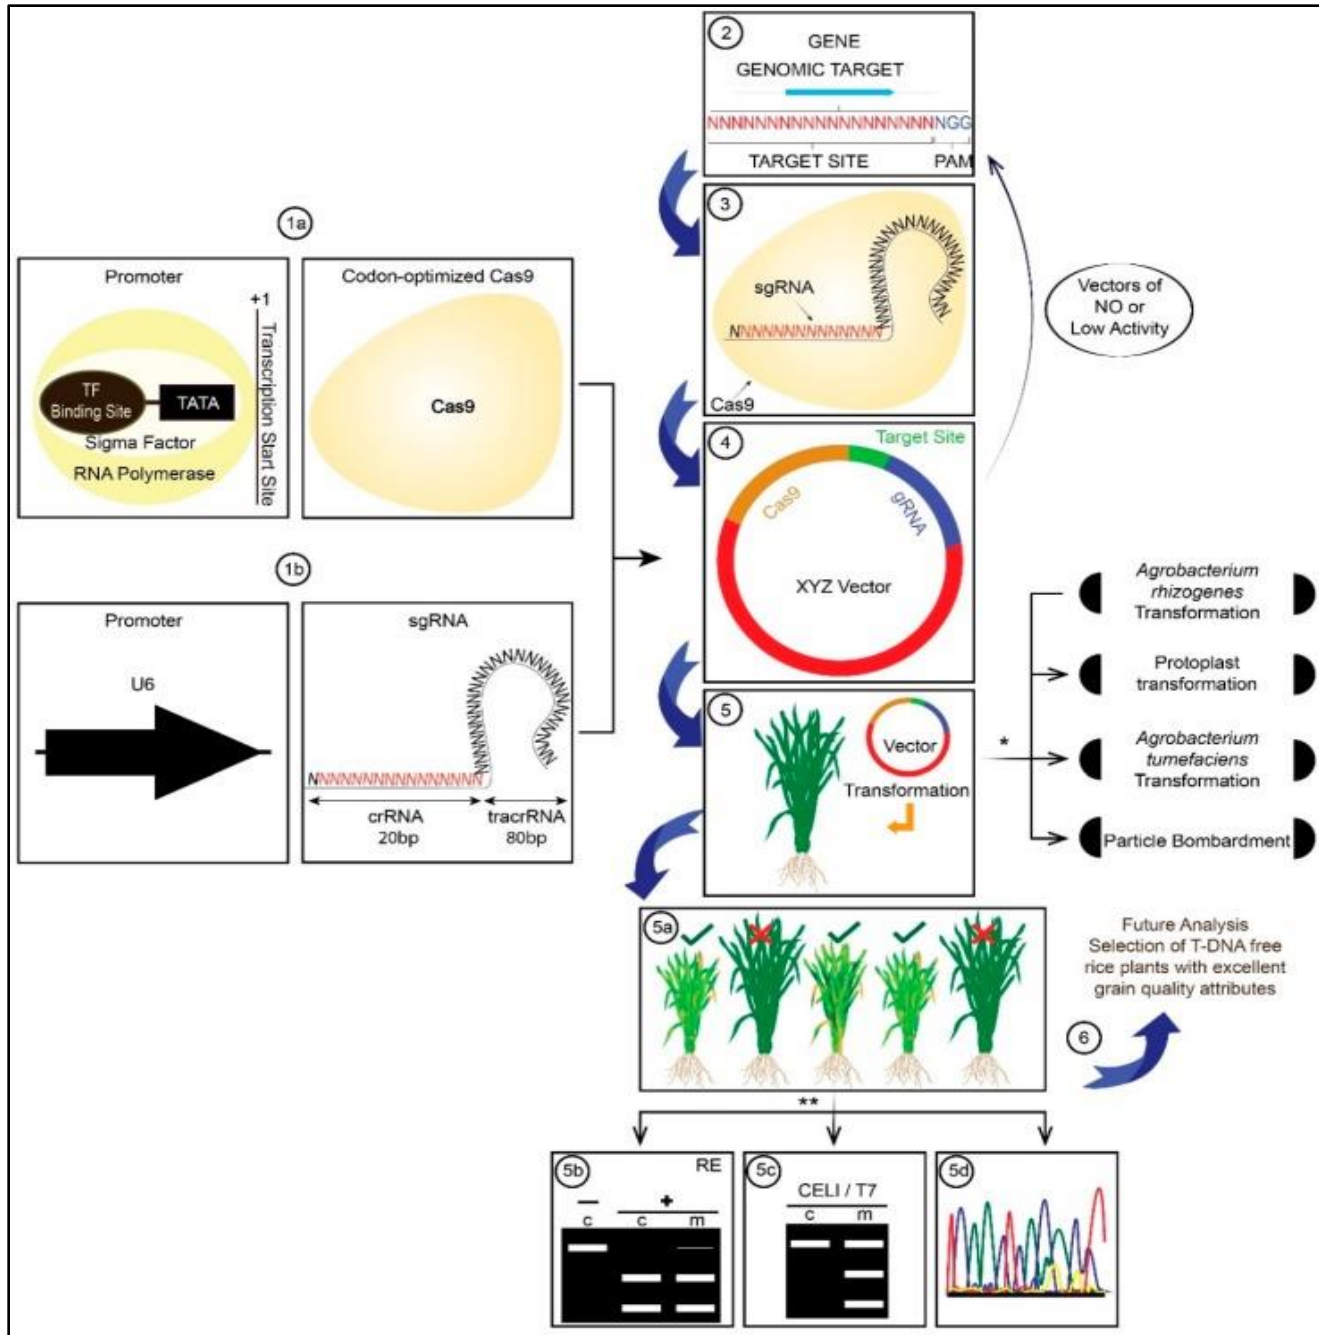 1a
Promoter
+1
Transcription Start Site
TF
Binding Site
TATA
Sigma Factor
RNA Polymerase
Codon-optimized Cas9
Cas9
1b
Promoter
U6
sgRNA
crRNA
20bp
tracrRNA
80bp
2
GENE
GENOMIC TARGET
NNNNNNNNNNNNNNNNNNNNNGG
TARGET SITE
PAM
3
sgRNA
Cas9
4
Target Site
Cas9
gRNA
XYZ Vector
Vectors of
NO or
Low Activity
5
Vector
Transformation
*
Agrobacterium
rhizogenes
Transformation
Protoplast
transformation
Agrobacterium
tumefaciens
Transformation
Particle Bombardment
5a
6
Future Analysis
Selection of T-DNA free
rice plants with excellent
grain quality attributes
**
5b
RE
− +
c c m
5c
CELI / T7
c m
5d